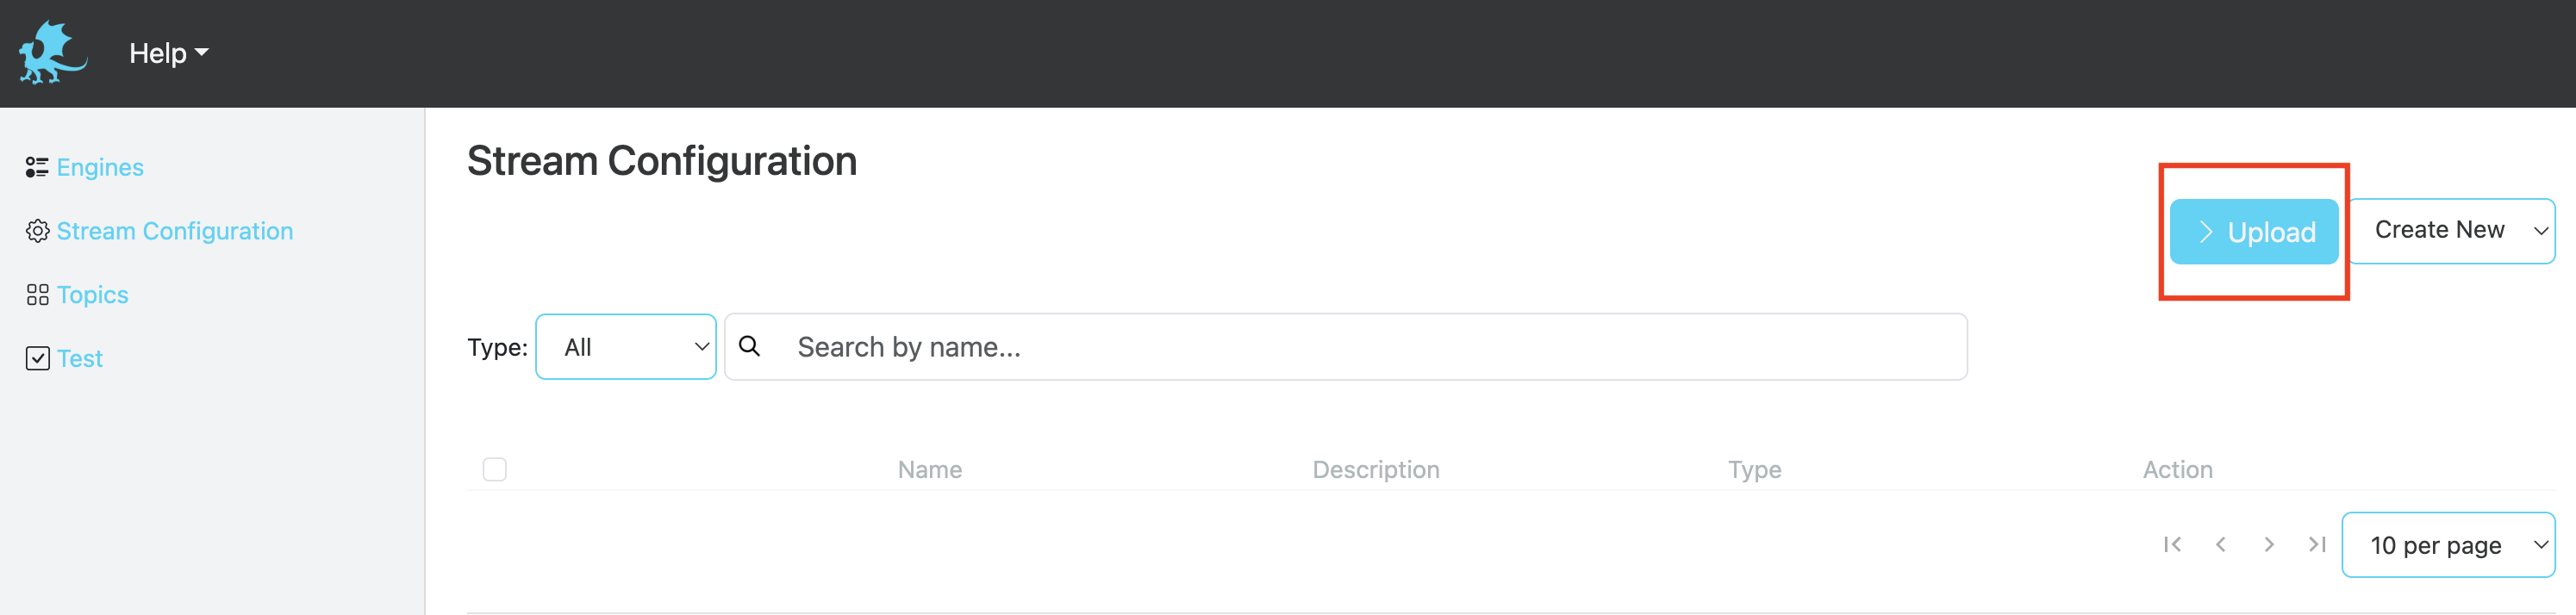 Help
Engines
Stream Configuration
Topics
Test
Stream Configuration
Upload
Create New
Type: All Search by name...
Name Description Type Action
10 per page